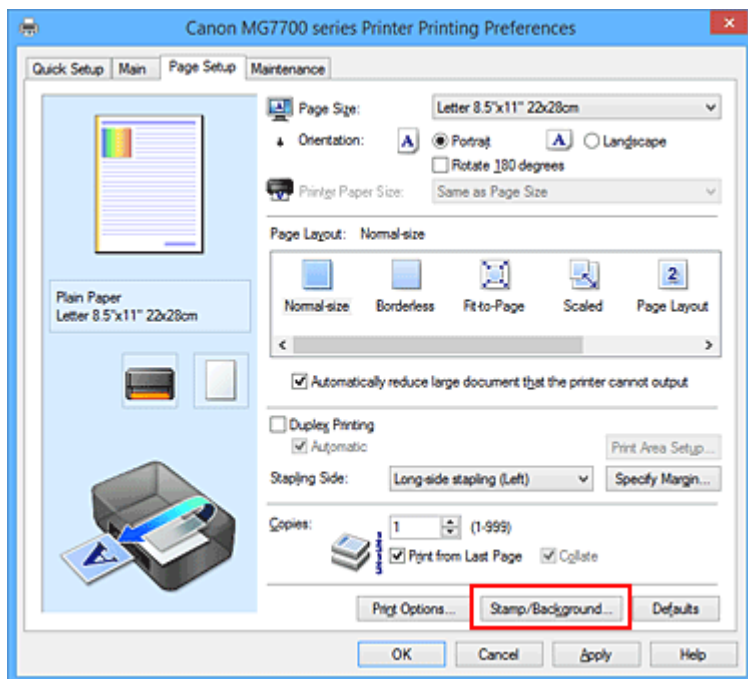 Canon MG7700 series Printer Printing Preferences
Quick Setup Main Page Setup Maintenance
Page Size: Letter 8.5"x11" 22x28cm
Orientation: A Portrait A Landscape
Rotate 180 degrees
Printer Paper Size: Same as Page Size
Page Layout: Normal-size
2
Normal-size Borderless Fit-to-Page Scaled Page Layout
Plain Paper
Letter 8.5"x11" 22x28cm
Automatically reduce large document that the printer cannot output
Duplex Printing
Automatic Print Area Setup...
Stapling Side: Long-side stapling (Left) Specify Margin...
Copies: 1 (1-999)
Print from Last Page Collate
Print Options... Stamp/Background... Defaults
OK Cancel Apply Help